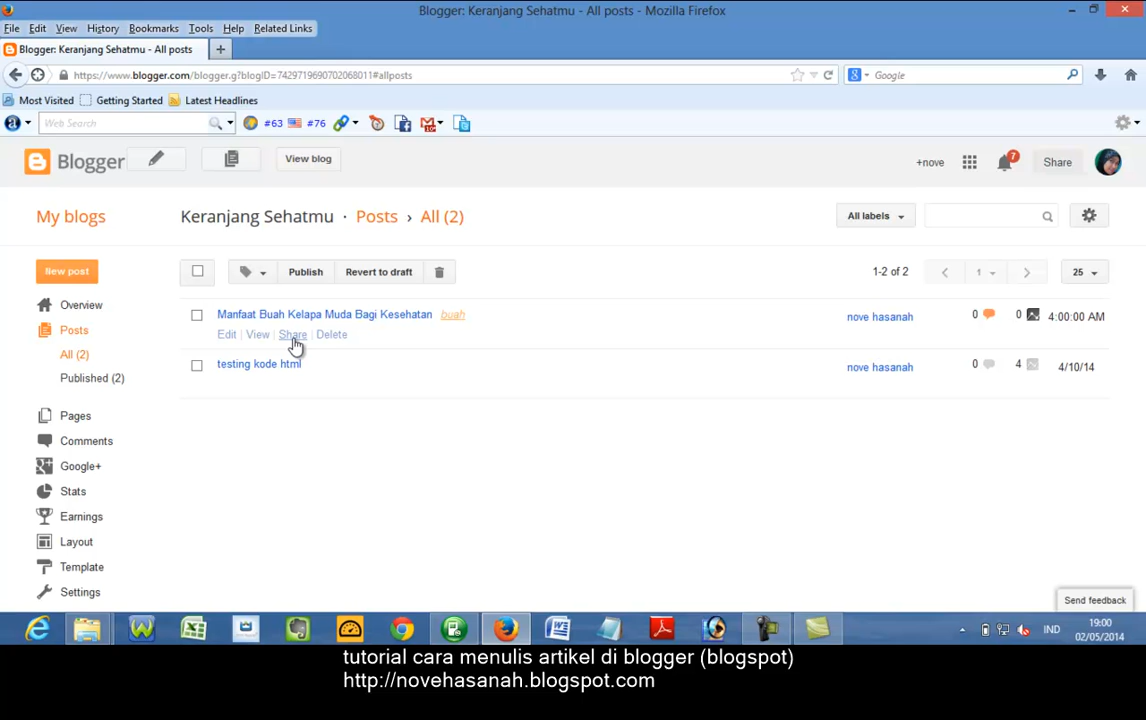 Blogger: Keranjang Sehatmu - All posts - Mozilla Firefox
File Edit View History Bookmarks Tools Help Related Links
Blogger: Keranjang Sehatmu - All posts +
https://www.blogger.com/blogger.g?blogID=7429719690702068011#allposts Google
Most Visited Getting Started Latest Headlines
Web Search #63 #76
Blogger View blog +nove 7 Share
My blogs Keranjang Sehatmu · Posts › All (2) All labels
New post Publish Revert to draft 1-2 of 2 1 25
Overview
Manfaat Buah Kelapa Muda Bagi Kesehatan buah nove hasanah 0 0 4:00:00 AM
Posts
Edit | View | Share | Delete
All (2)
testing kode html nove hasanah 0 4 4/10/14
Published (2)
Pages
Comments
Google+
Stats
Earnings
Layout
Template
Settings
Send feedback
IND 19:00
02/05/2014
tutorial cara menulis artikel di blogger (blogspot)
http://novehasanah.blogspot.com